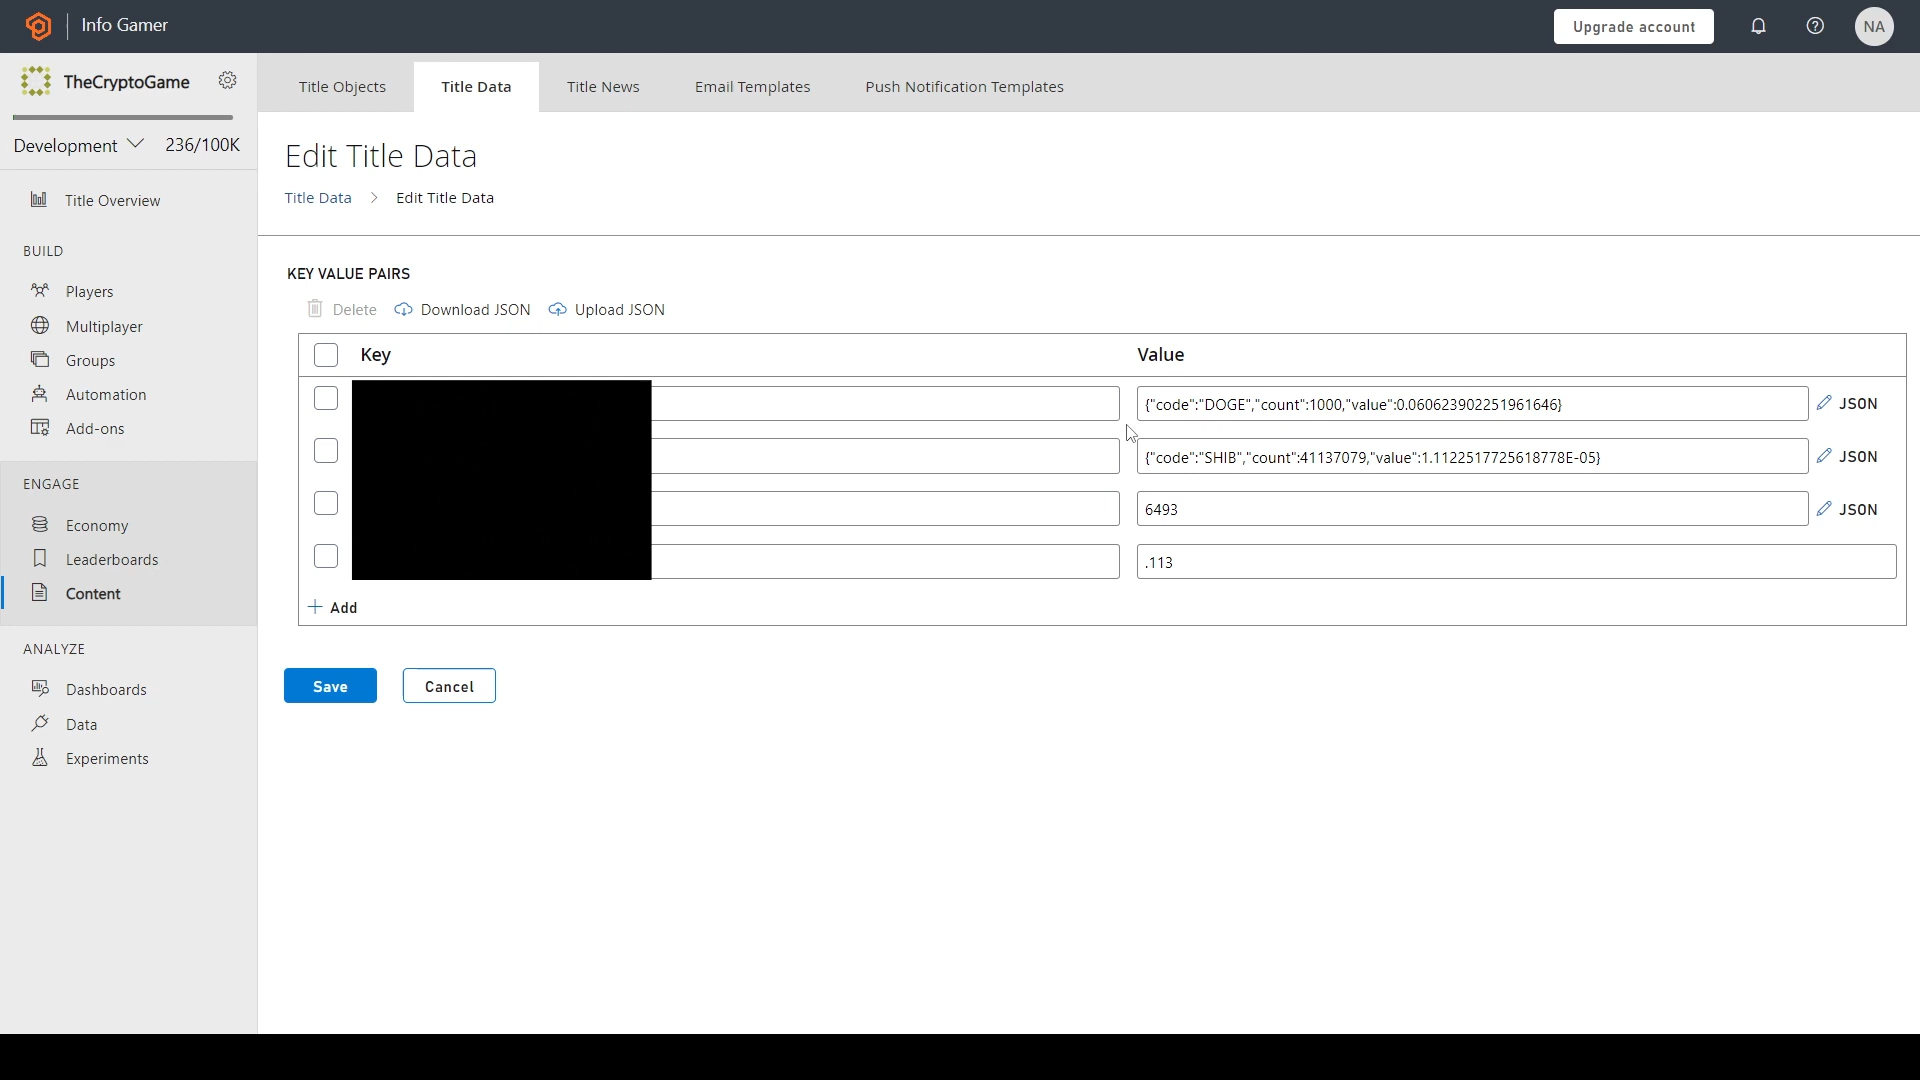 Info Gamer
Upgrade account
NA
TheCryptoGame
Development 236/100K
Title Overview
BUILD
Players
Multiplayer
Groups
Automation
Add-ons
ENGAGE
Economy
Leaderboards
Content
ANALYZE
Dashboards
Data
Experiments
Title Objects Title Data Title News Email Templates Push Notification Templates
Edit Title Data
Title Data > Edit Title Data
KEY VALUE PAIRS
Delete Download JSON Upload JSON
Key Value
{"code":"DOGE","count":1000,"value":0.060623902251961646} JSON
{"code":"SHIB","count":41137079,"value":1.1122517725618778E-05} JSON
6493 JSON
.113
+ Add
Save Cancel